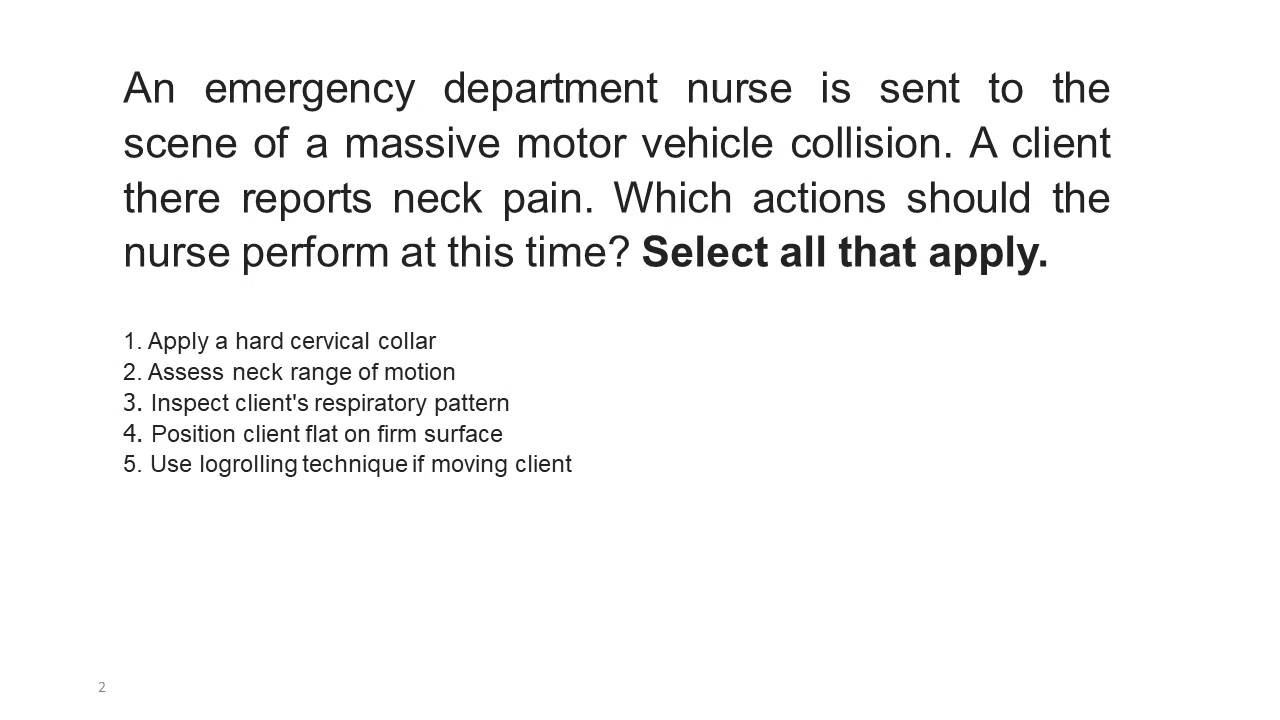 An emergency department nurse is sent to the
scene of a massive motor vehicle collision. A client
there reports neck pain. Which actions should the
nurse perform at this time? Select all that apply.
1. Apply a hard cervical collar
2. Assess neck range of motion
3. Inspect client's respiratory pattern
4. Position client flat on firm surface
5. Use logrolling technique if moving client
2